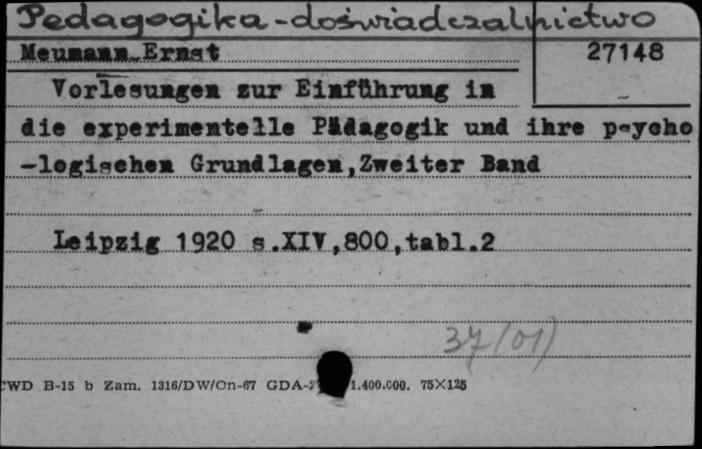 Pedagogika-doświadczalnictwo
Meumann Ernst
27148
Vorlesungen zur Einführung in
die experimentelle Pädagogik und ihre psycho
-logischen Grundlagen,Zweiter Band
Leipzig 1920 s.XIV,800,tabl.2
37/01)
CWD B-15 b Zam. 1316/DW/On-67 GDA- 1.400.000. 75X125